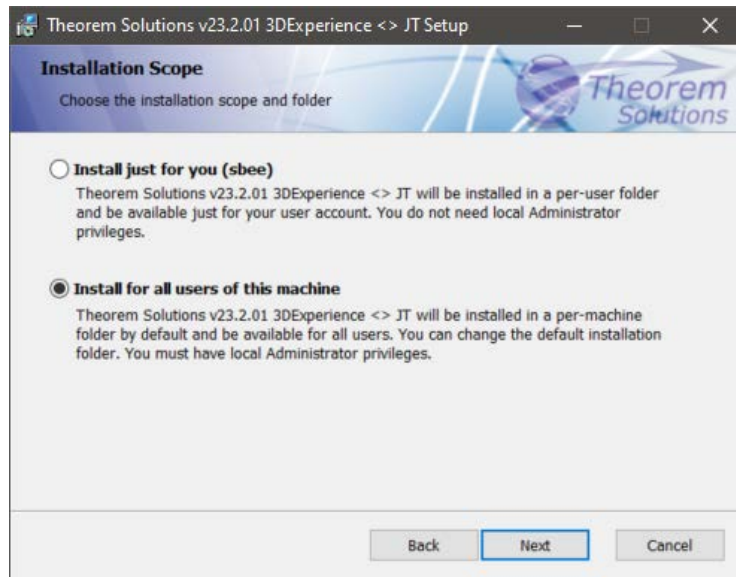 Theorem Solutions v23.2.01 3DExperience <> JT Setup
Installation Scope
Choose the installation scope and folder
Theorem
Solutions
Install just for you (sbee)
Theorem Solutions v23.2.01 3DExperience <> JT will be installed in a per-user folder
and be available just for your user account. You do not need local Administrator
privileges.
Install for all users of this machine
Theorem Solutions v23.2.01 3DExperience <> JT will be installed in a per-machine
folder by default and be available for all users. You can change the default installation
folder. You must have local Administrator privileges.
Back
Next
Cancel